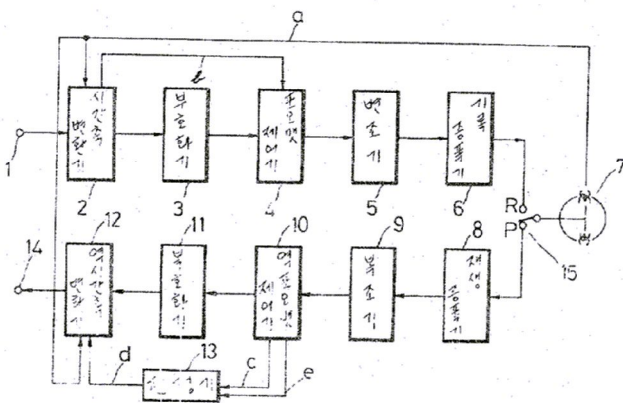 a
b
시간축
변환기
부호화기
포오맷
제어기
변조기
기록
증폭기
1
2
3
4
5
6
7
R
P
15
8
9
10
11
12
14
역시간축
변환기
복호화기
역포오맷
제어기
복조기
재생
증폭기
13
d
c
e